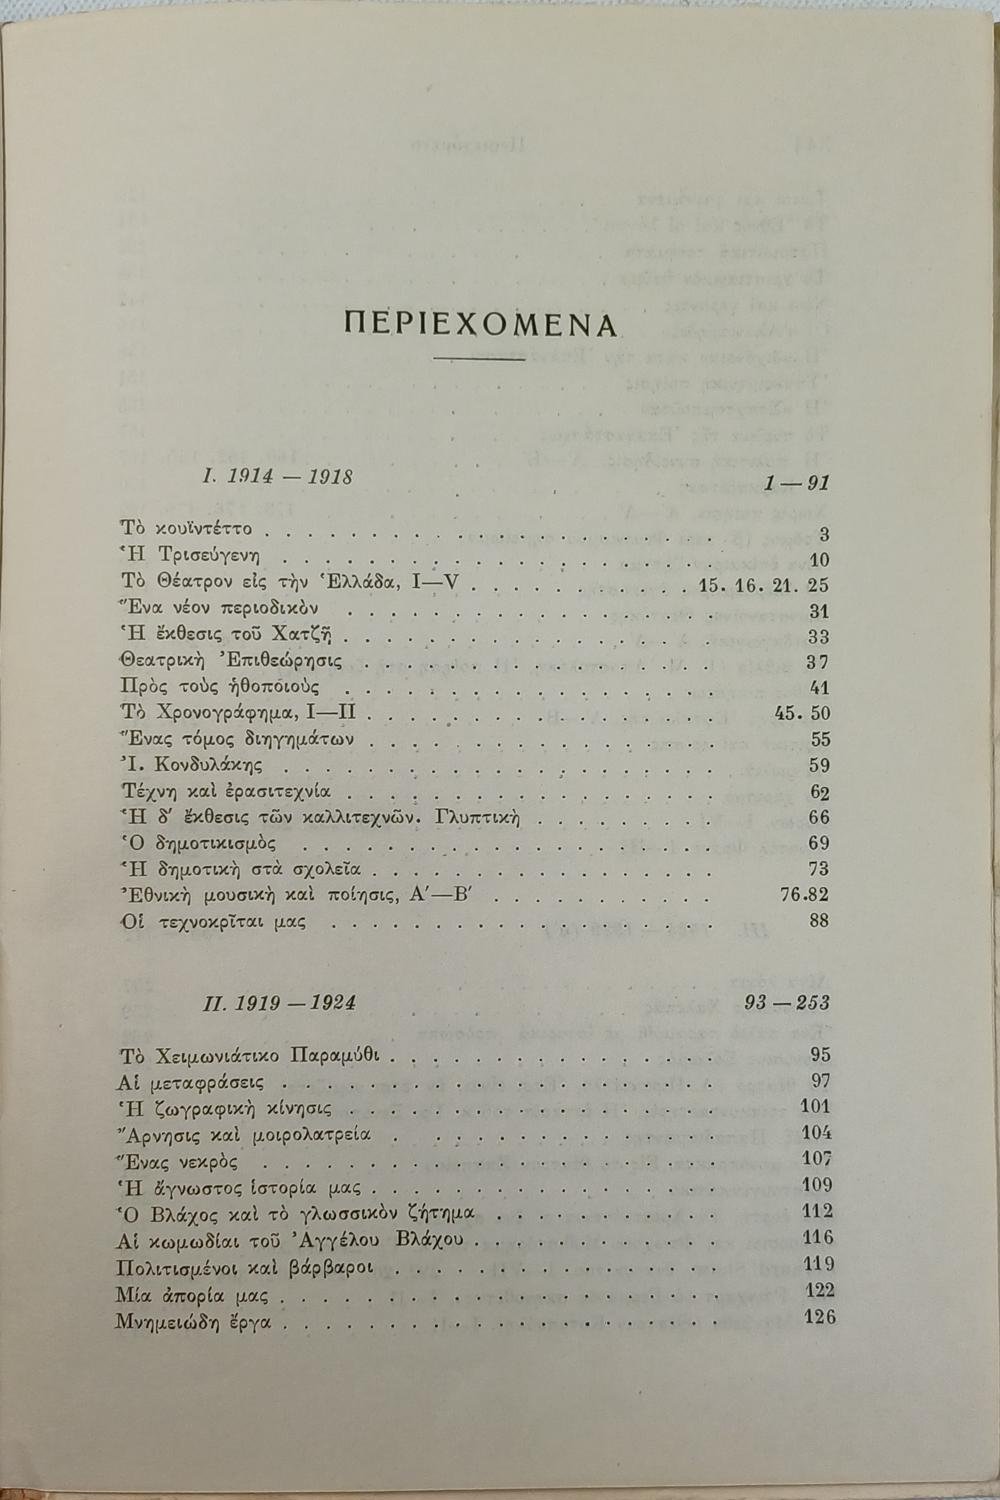 ΠΕΡΙΕΧΟΜΕΝΑ
I. 1914 — 1918 1 — 91
Τὸ κουϊντέττο . . . . . . . . . . . . . . . . . . . . . . 3
Ἡ Τρισεύγενη . . . . . . . . . . . . . . . . . . . . . 10
Τὸ Θέατρον εἰς τὴν Ἑλλάδα, I—V . . . . . . . . . . . 15. 16. 21. 25
Ἕνα νέον περιοδικὸν . . . . . . . . . . . . . . . . . . 31
Ἡ ἔκθεσις τοῦ Χατζῆ . . . . . . . . . . . . . . . . . . 33
Θεατρικὴ Ἐπιθεώρησις . . . . . . . . . . . . . . . . . 37
Πρὸς τοὺς ἠθοποιοὺς . . . . . . . . . . . . . . . . . . 41
Τὸ Χρονογράφημα, I—II . . . . . . . . . . . . . . . . . 45. 50
Ἕνας τόμος διηγημάτων . . . . . . . . . . . . . . . . . 55
Ἰ. Κονδυλάκης . . . . . . . . . . . . . . . . . . . . . 59
Τέχνη καὶ ἐρασιτεχνία . . . . . . . . . . . . . . . . . . 62
Ἡ δ′ ἔκθεσις τῶν καλλιτεχνῶν. Γλυπτικὴ . . . . . . . . . 66
Ὁ δημοτικισμὸς . . . . . . . . . . . . . . . . . . . . 69
Ἡ δημοτικὴ στὰ σχολεῖα . . . . . . . . . . . . . . . . . 73
Ἐθνικὴ μουσικὴ καὶ ποίησις, Α′—Β′ . . . . . . . . . . . 76.82
Οἱ τεχνοκρῖται μας . . . . . . . . . . . . . . . . . . . 88
II. 1919 — 1924 93 — 253
Τὸ Χειμωνιάτικο Παραμύθι . . . . . . . . . . . . . . . . 95
Αἱ μεταφράσεις . . . . . . . . . . . . . . . . . . . . . 97
Ἡ ζωγραφικὴ κίνησις . . . . . . . . . . . . . . . . . . 101
Ἄρνησις καὶ μοιρολατρεία . . . . . . . . . . . . . . . 104
Ἕνας νεκρὸς . . . . . . . . . . . . . . . . . . . . . . 107
Ἡ ἄγνωστος ἱστορία μας . . . . . . . . . . . . . . . . . 109
Ὁ Βλάχος καὶ τὸ γλωσσικὸν ζήτημα . . . . . . . . . . . 112
Αἱ κωμωδίαι τοῦ Ἀγγέλου Βλάχου . . . . . . . . . . . . 116
Πολιτισμένοι καὶ βάρβαροι . . . . . . . . . . . . . . . 119
Μία ἀπορία μας . . . . . . . . . . . . . . . . . . . . . 122
Μνημειώδη ἔργα . . . . . . . . . . . . . . . . . . . . . 126